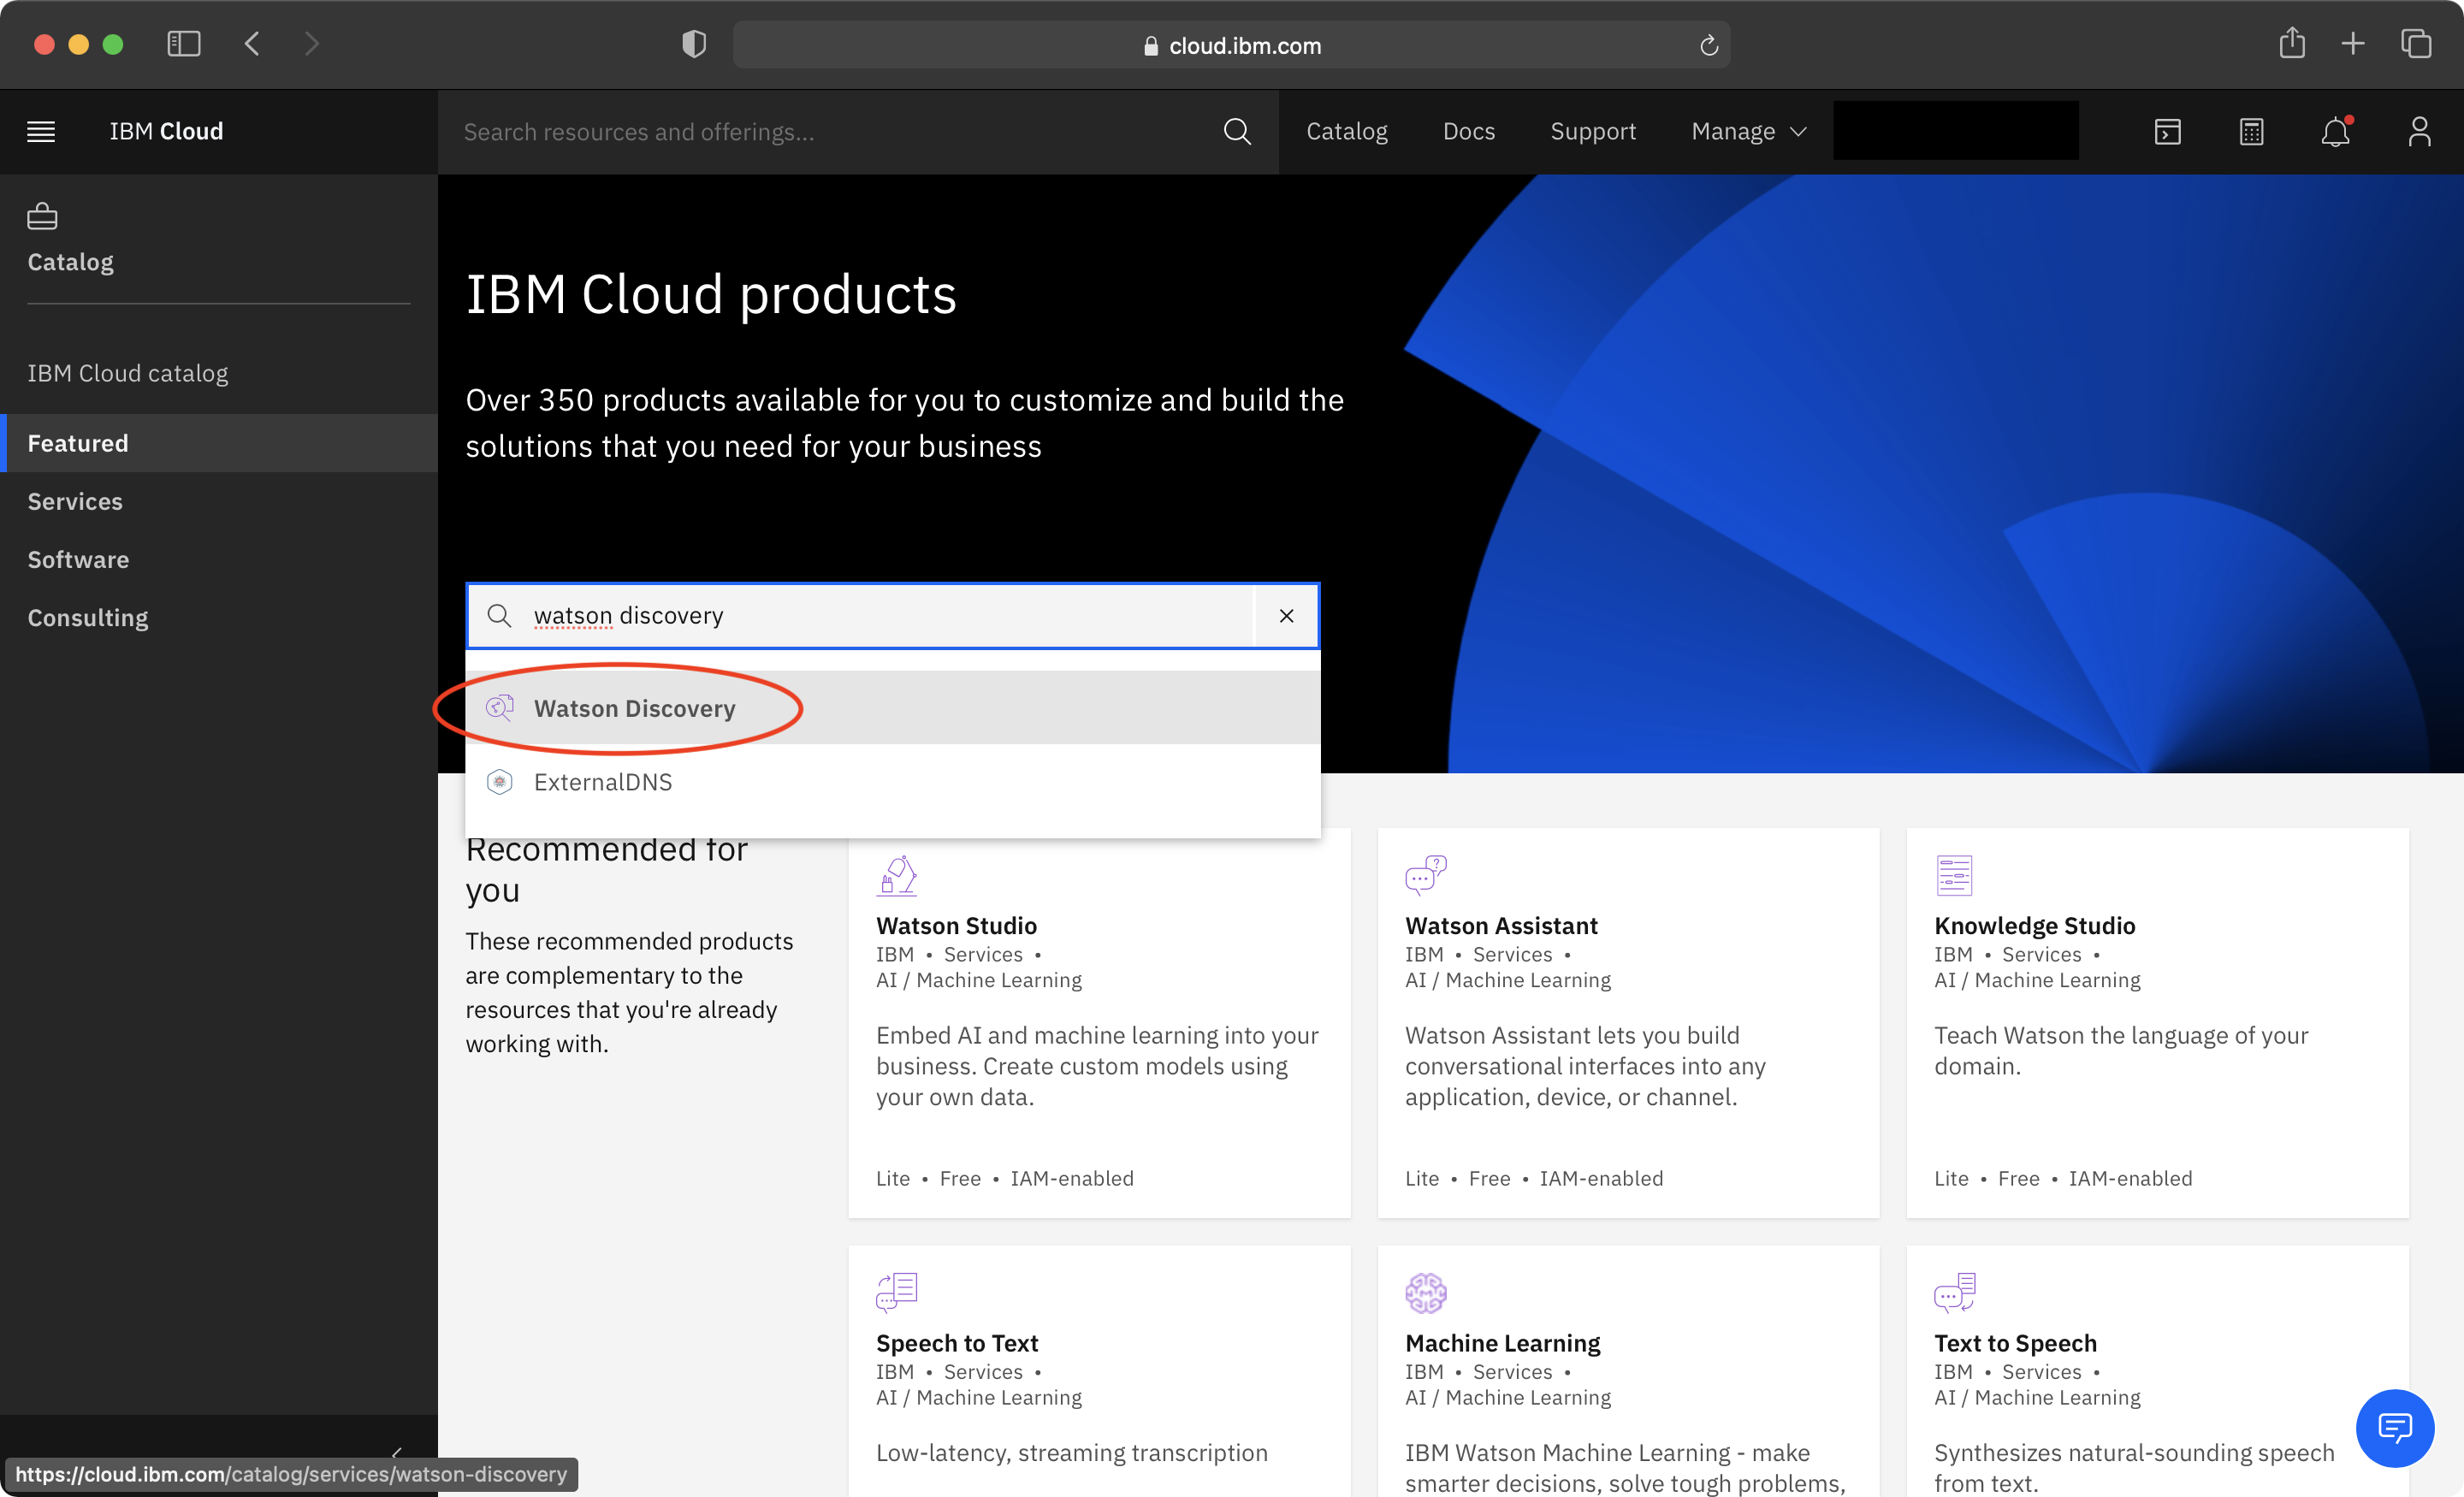 cloud.ibm.com
IBM Cloud
Search resources and offerings...
Catalog
Docs
Support
Manage
Catalog
IBM Cloud catalog
Featured
Services
Software
Consulting
IBM Cloud products
Over 350 products available for you to customize and build the
solutions that you need for your business
watson discovery
Watson Discovery
ExternalDNS
Recommended for
you
These recommended products
are complementary to the
resources that you're already
working with.
Watson Studio
IBM • Services •
AI / Machine Learning
Embed AI and machine learning into your
business. Create custom models using
your own data.
Lite • Free • IAM-enabled
Watson Assistant
IBM • Services •
AI / Machine Learning
Watson Assistant lets you build
conversational interfaces into any
application, device, or channel.
Lite • Free • IAM-enabled
Knowledge Studio
IBM • Services •
AI / Machine Learning
Teach Watson the language of your
domain.
Lite • Free • IAM-enabled
Speech to Text
IBM • Services •
AI / Machine Learning
Low-latency, streaming transcription
Machine Learning
IBM • Services •
AI / Machine Learning
IBM Watson Machine Learning - make
smarter decisions, solve tough problems,
Text to Speech
IBM • Services •
AI / Machine Learning
Synthesizes natural-sounding speech
from text.
https://cloud.ibm.com/catalog/services/watson-discovery